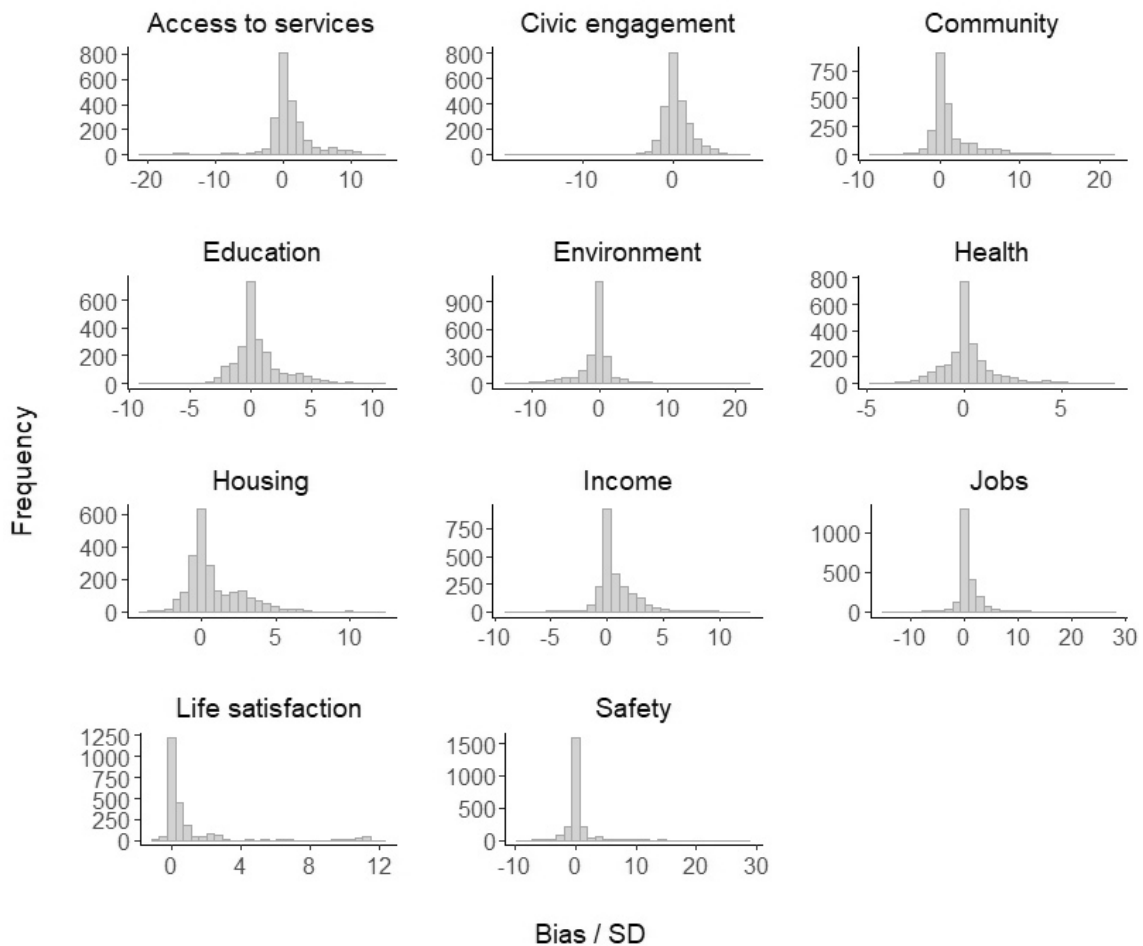 Access to services
Civic engagement
Community
800
600
400
200
0
-20 -10 0 10
800
600
400
200
0
-10 0
750
500
250
0
-10 0 10 20
Education
Environment
Health
600
400
200
0
-10 -5 0 5 10
900
600
300
0
-10 0 10 20
800
600
400
200
0
-5 0 5
Frequency
Housing
Income
Jobs
600
400
200
0
0 5 10
750
500
250
0
-10 -5 0 5 10
1000
500
0
-10 0 10 20 30
Life satisfaction
Safety
1250
1000
750
500
250
0
0 4 8 12
1500
1000
500
0
-10 0 10 20 30
Bias / SD